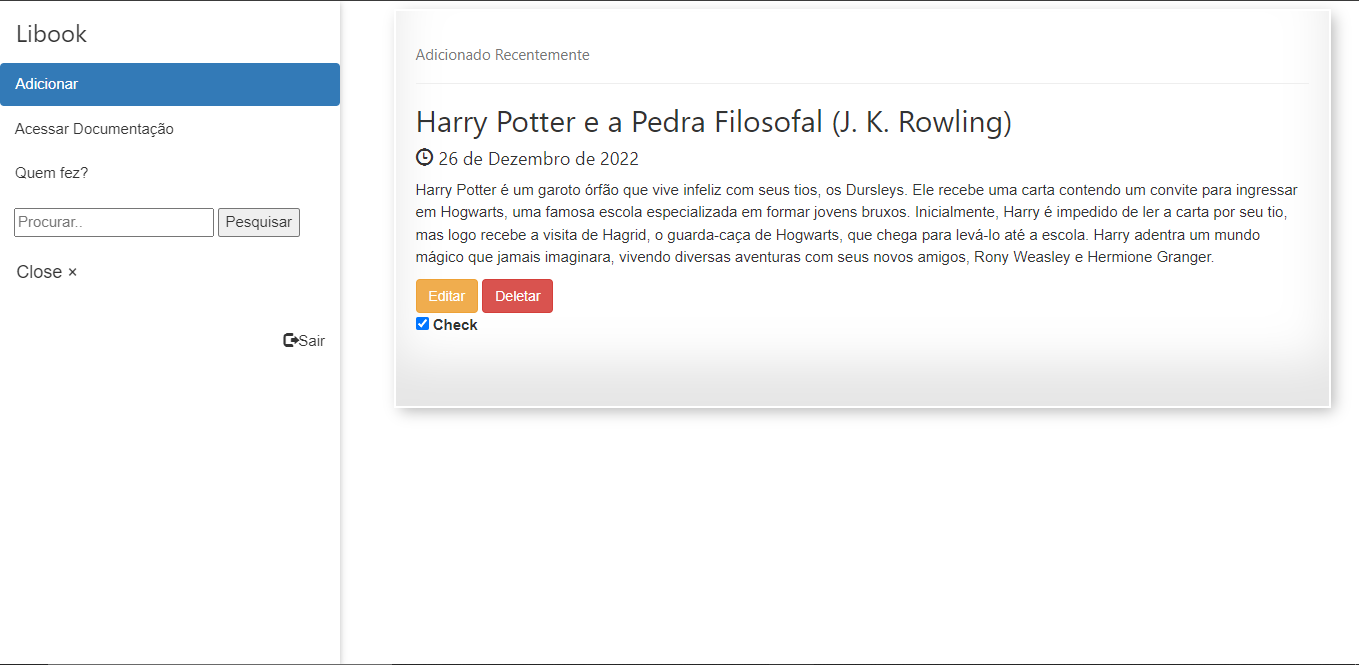 Libook
Adicionar
Acessar Documentação
Quem fez?
Procurar.. Pesquisar
Close ×
Sair
Adicionado Recentemente
Harry Potter e a Pedra Filosofal (J. K. Rowling)
26 de Dezembro de 2022
Harry Potter é um garoto órfão que vive infeliz com seus tios, os Dursleys. Ele recebe uma carta contendo um convite para ingressar
em Hogwarts, uma famosa escola especializada em formar jovens bruxos. Inicialmente, Harry é impedido de ler a carta por seu tio,
mas logo recebe a visita de Hagrid, o guarda-caça de Hogwarts, que chega para levá-lo até a escola. Harry adentra um mundo
mágico que jamais imaginara, vivendo diversas aventuras com seus novos amigos, Rony Weasley e Hermione Granger.
Editar Deletar
Check